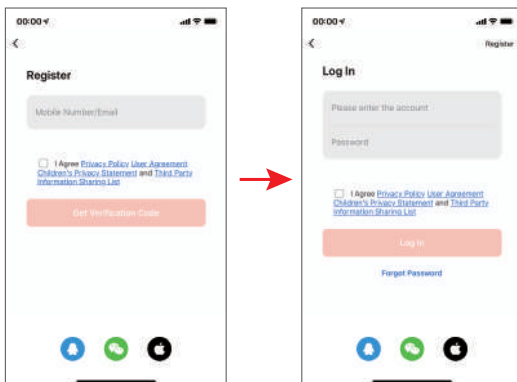 00:00
Register
Mobile Number/Email
I Agree Privacy Policy User Agreement
Children's Privacy Statement and Third Party
Information Sharing List
Get Verification Code
00:00
Register
Log In
Please enter the account
Password
I Agree Privacy Policy User Agreement
Children's Privacy Statement and Third Party
Information Sharing List
Log in
Forgot Password